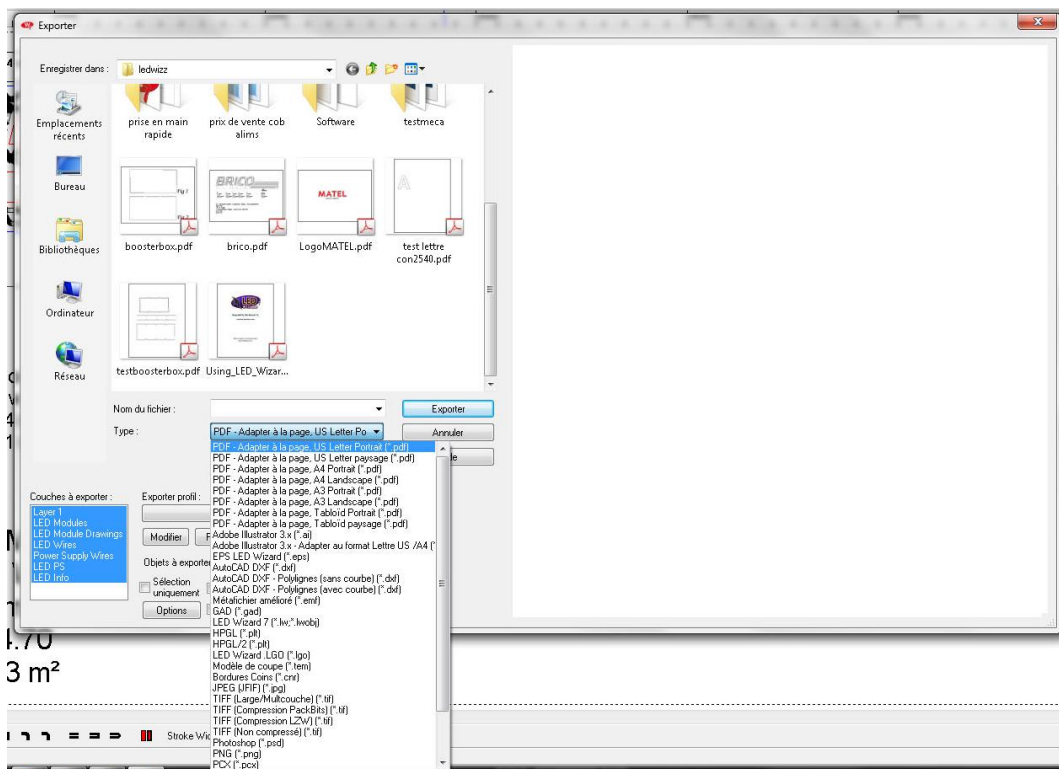 Exporter
Enregistrer dans :
ledwizz
Emplacements récents
Bureau
Bibliothèques
Ordinateur
Réseau
prise en main rapide
prix de vente cob alims
Software
testmeca
Fig 1
BRICO
MATEL
A
boosterbox.pdf
brico.pdf
LogoMATEL.pdf
test lettre con2540.pdf
LED
testboosterbox.pdf
Using_LED_Wizar...
Nom du fichier :
Exporter
Type :
PDF - Adapter à la page, US Letter Po
Annuler
PDF - Adapter à la page, US Letter Portrait (*.pdf)
PDF - Adapter à la page, US Letter paysage (*.pdf)
PDF - Adapter à la page, A4 Portrait (*.pdf)
PDF - Adapter à la page, A4 Landscape (*.pdf)
PDF - Adapter à la page, A3 Portrait (*.pdf)
PDF - Adapter à la page, A3 Landscape (*.pdf)
PDF - Adapter à la page, Tabloïd Portrait (*.pdf)
PDF - Adapter à la page, Tabloïd paysage (*.pdf)
Adobe Illustrator 3.x (*.ai)
Adobe Illustrator 3.x - Adapter au format Lettre US /A4 (*
EPS LED Wizard (*.eps)
AutoCAD DXF (*.dxf)
AutoCAD DXF - Polylignes (sans courbe) (*.dxf)
AutoCAD DXF - Polylignes (avec courbe) (*.dxf)
Métafichier amélioré (*.emf)
GAD (*.gad)
LED Wizard 7 (*.lw;*.lwobj)
HPGL (*.plt)
HPGL/2 (*.plt)
LED Wizard .LGO (*.lgo)
Modèle de coupe (*.tem)
Bordures Coins (*.cnr)
JPEG (JFIF) (*.jpg)
TIFF (Large/Multcouche) (*.tif)
TIFF (Compression PackBits) (*.tif)
TIFF (Compression LZW) (*.tif)
TIFF (Non compressé) (*.tif)
Photoshop (*.psd)
PNG (*.png)
PCX (*.pcx)
Couches à exporter :
Layer 1
LED Modules
LED Module Drawings
LED Wires
Power Supply Wires
LED PS
LED Info
Exporter profil :
Modifier
Objets à exporter
Sélection uniquement
Options
4.70
3 m²
Stroke Wi